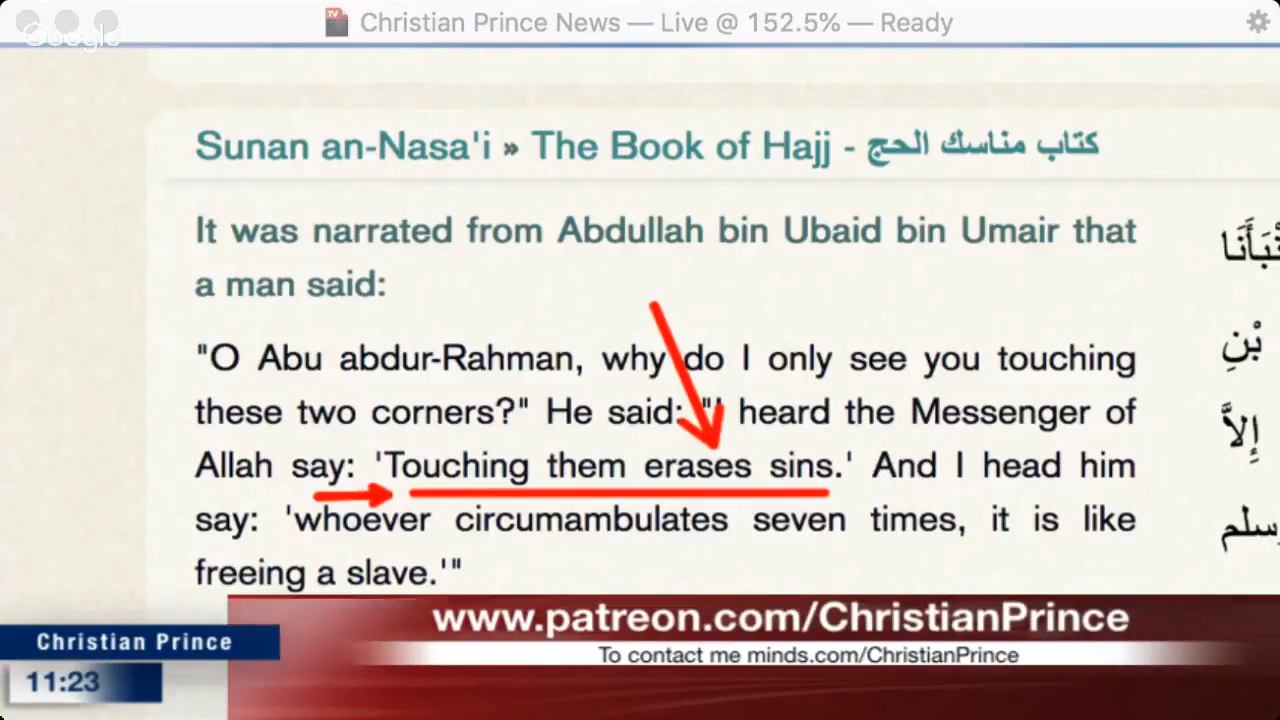 Christian Prince News — Live @ 152.5% — Ready
Google
TV
Sunan an-Nasa'i » The Book of Hajj - كتاب مناسك الحج
It was narrated from Abdullah bin Ubaid bin Umair that
a man said:
"O Abu abdur-Rahman, why do I only see you touching
these two corners?" He said: "I heard the Messenger of
Allah say: 'Touching them erases sins.' And I head him
say: 'whoever circumambulates seven times, it is like
freeing a slave.'"
بْنِ
إِلاَّ
وسلم
www.patreon.com/ChristianPrince
To contact me minds.com/ChristianPrince
Christian Prince
11:23